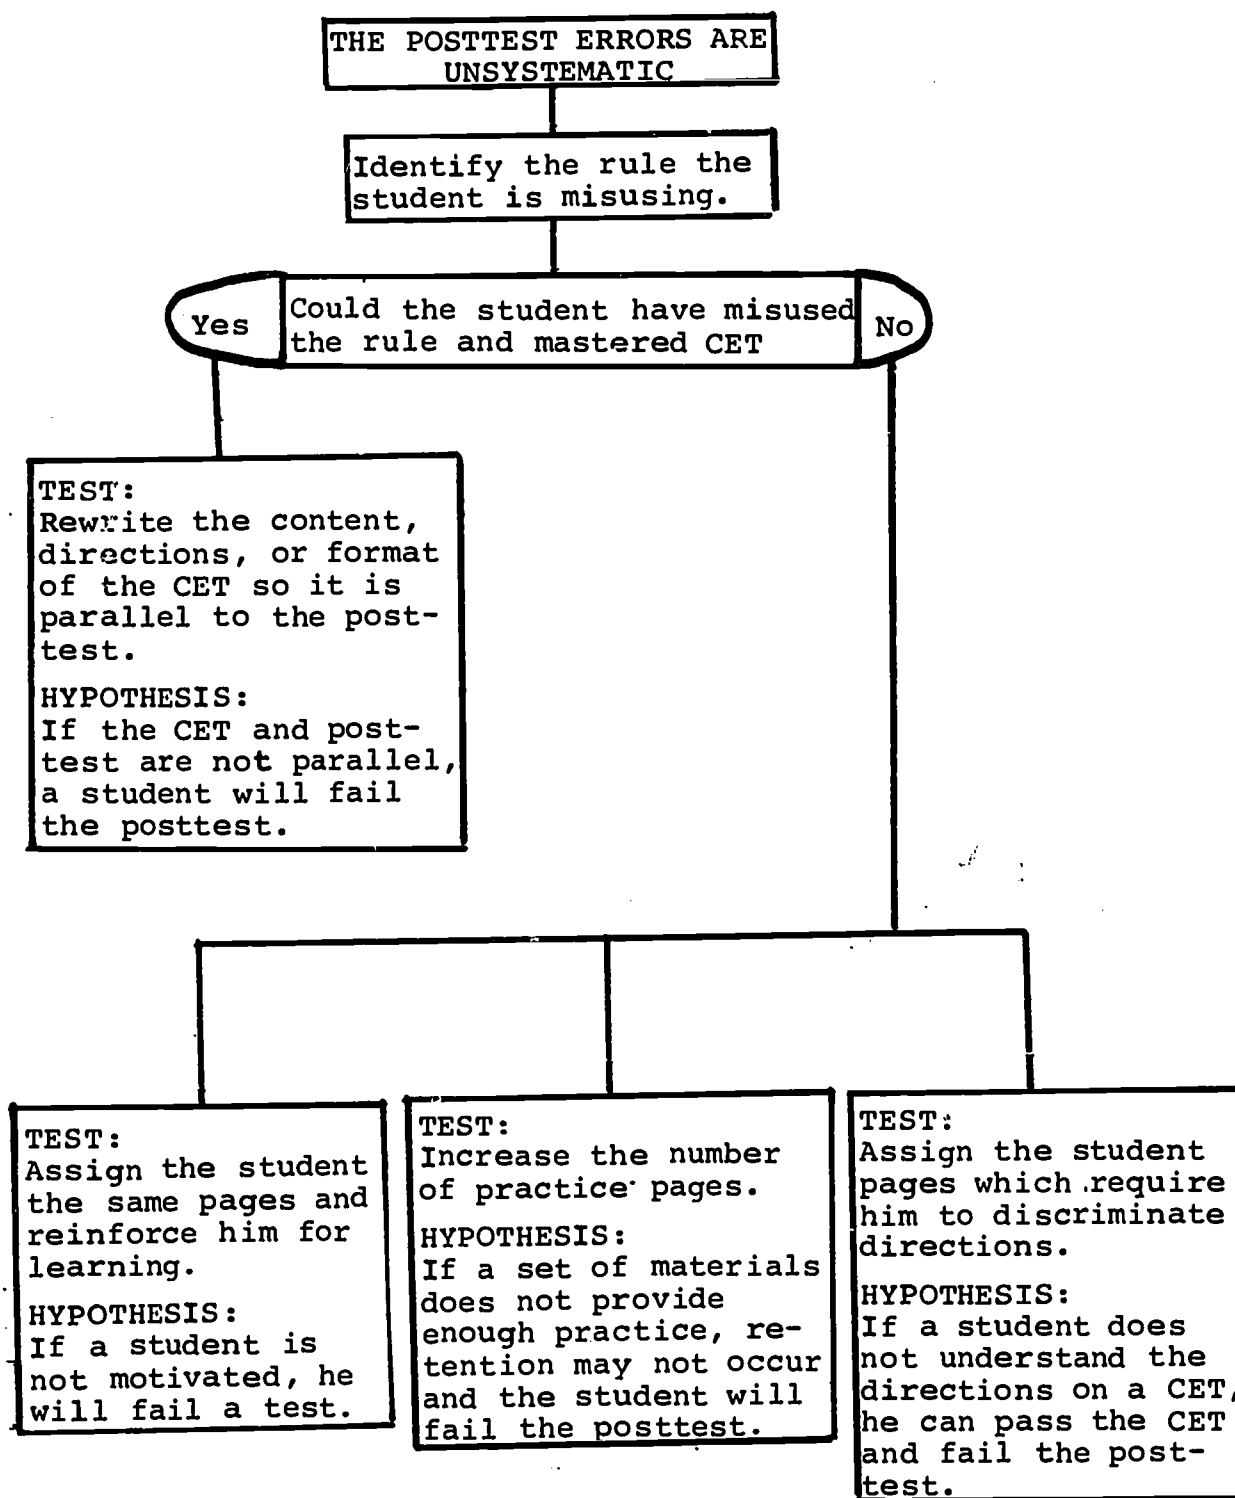 THE POSTTEST ERRORS ARE
UNSYSTEMATIC
Identify the rule the
student is misusing.
Yes
Could the student have misused
the rule and mastered CET
No
TEST:
Rewrite the content,
directions, or format
of the CET so it is
parallel to the post-
test.
HYPOTHESIS:
If the CET and post-
test are not parallel,
a student will fail
the posttest.
TEST:
Assign the student
the same pages and
reinforce him for
learning.
HYPOTHESIS:
If a student is
not motivated, he
will fail a test.
TEST:
Increase the number
of practice pages.
HYPOTHESIS:
If a set of materials
does not provide
enough practice, re-
tention may not occur
and the student will
fail the posttest.
TEST:
Assign the student
pages which require
him to discriminate
directions.
HYPOTHESIS:
If a student does
not understand the
directions on a CET,
he can pass the CET
and fail the post-
test.